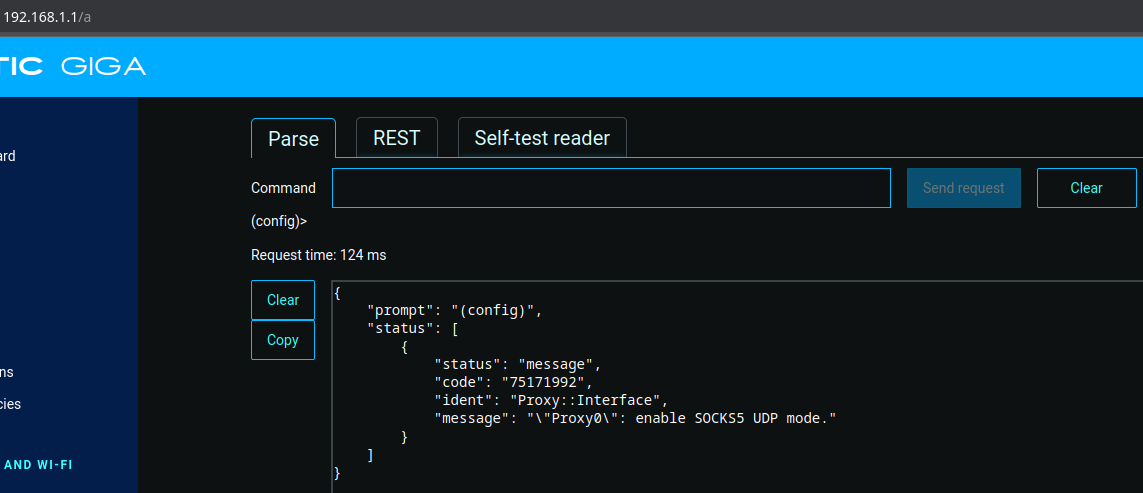 192.168.1.1/a
TIC GIGA
Parse REST Self-test reader
ard
Command Send request Clear
(config)>
Request time: 124 ms
Clear
Copy
{
"prompt": "(config)",
"status": [
{
"status": "message",
"code": "75171992",
"ident": "Proxy::Interface",
"message": "\"Proxy0\": enable SOCKS5 UDP mode."
}
]
}
ns
cies
AND WI-FI